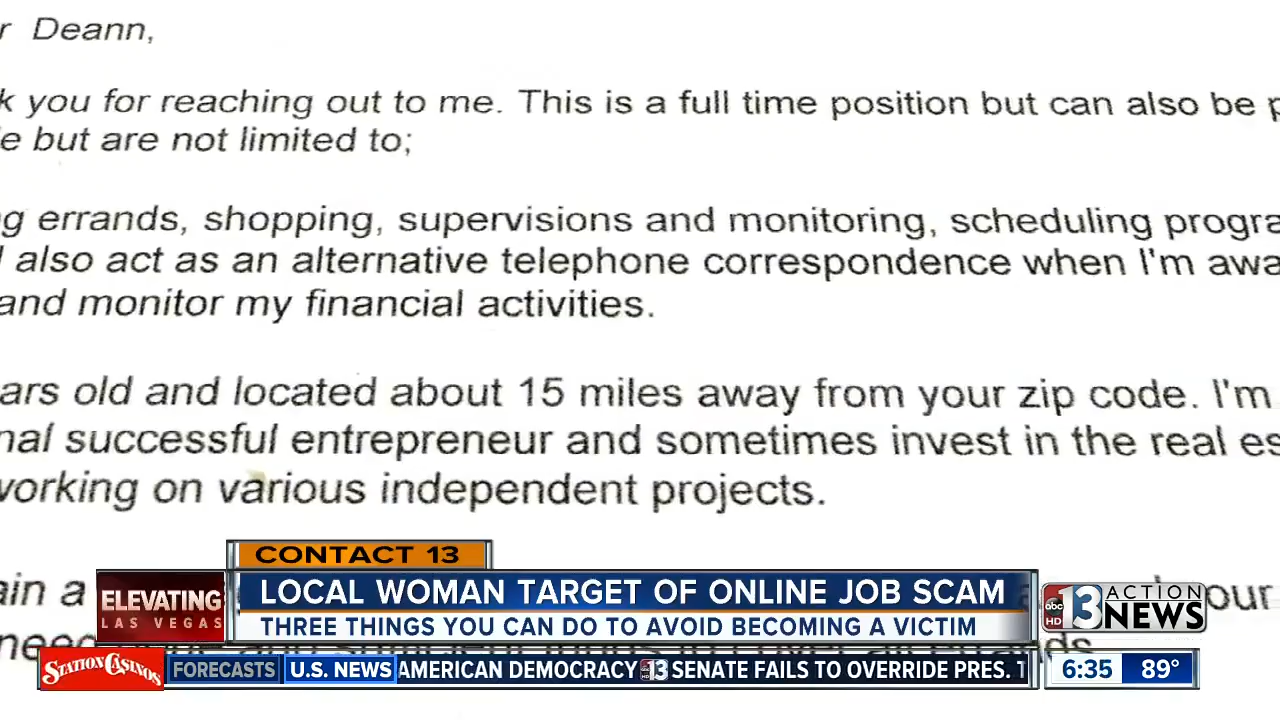 Deann,
you for reaching out to me. This is a full time position but can also be
but are not limited to;
errands, shopping, supervisions and monitoring, scheduling
also act as an alternative telephone correspondence when I'm
and monitor my financial activities.
old and located about 15 miles away from your zip code. I'm
successful entrepreneur and sometimes invest in the real
working on various independent projects.
CONTACT 13
ELEVATING
LAS VEGAS
LOCAL WOMAN TARGET OF ONLINE JOB SCAM
THREE THINGS YOU CAN DO TO AVOID BECOMING A VICTIM
abc 13 HD ACTION NEWS
STATION CASINOS
FORECASTS
U.S. NEWS
AMERICAN DEMOCRACY 13 SENATE FAILS TO OVERRIDE PRES.
6:35 89°